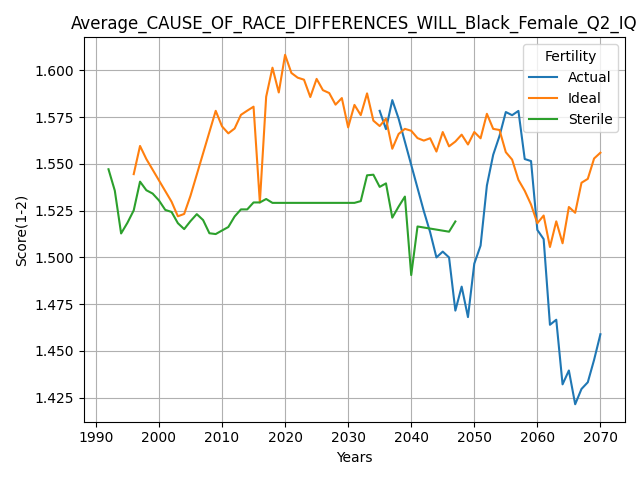 Average_CAUSE_OF_RACE_DIFFERENCES_WILL_Black_Female_Q2_IQ
Fertility
Actual
Ideal
Sterile
Score(1-2)
1.600
1.575
1.550
1.525
1.500
1.475
1.450
1.425
1990 2000 2010 2020 2030 2040 2050 2060 2070
Years